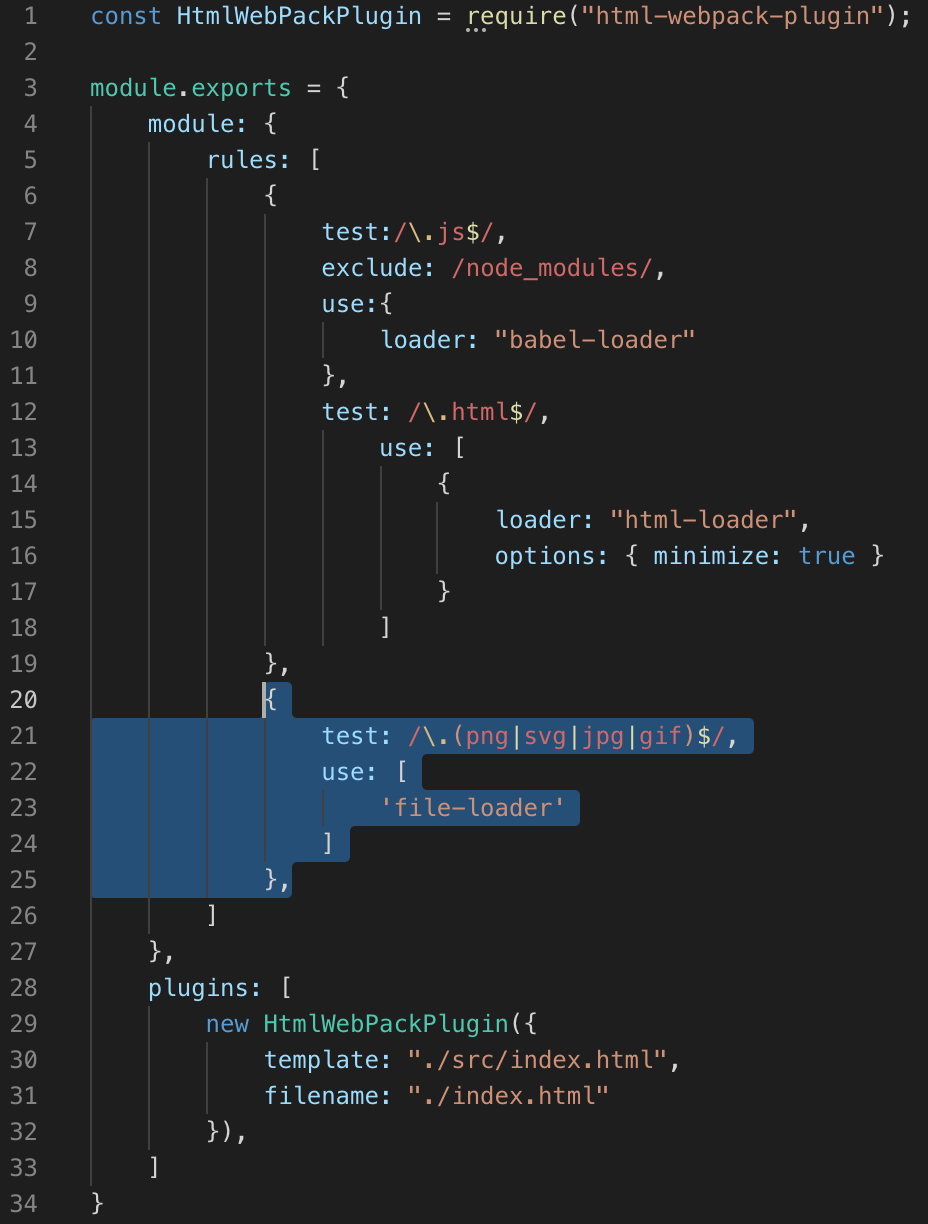 1 const HtmlWebPackPlugin = require("html-webpack-plugin");
2
3 module.exports = {
4     module: {
5         rules: [
6             {
7                 test:/\.js$/,
8                 exclude: /node_modules/,
9                 use:{
10                     loader: "babel-loader"
11                 },
12                 test: /\.html$/,
13                     use: [
14                         {
15                             loader: "html-loader",
16                             options: { minimize: true }
17                         }
18                     ]
19             },
20             {
21                 test: /\.(png|svg|jpg|gif)$/,
22                 use: [
23                     'file-loader'
24                 ]
25             },
26         ]
27     },
28     plugins: [
29         new HtmlWebPackPlugin({
30             template: "./src/index.html",
31             filename: "./index.html"
32         }),
33     ]
34 }